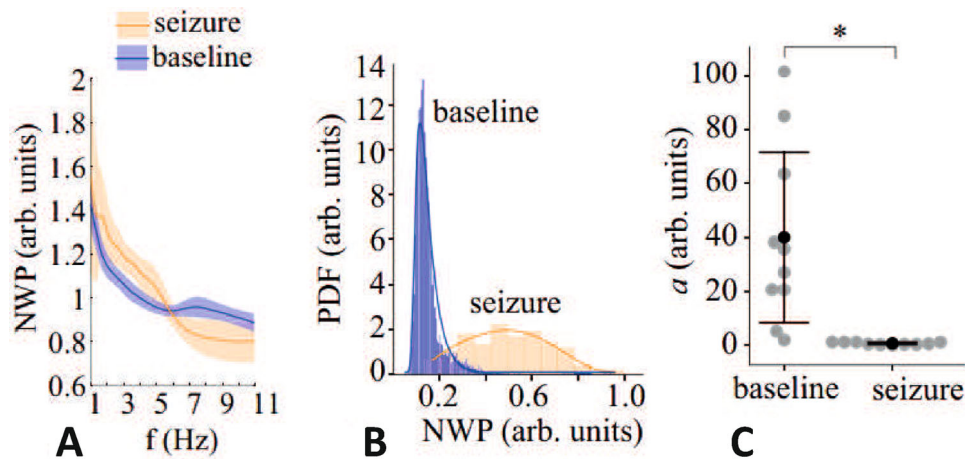 seizure
baseline
NWP (arb. units)
2
1.8
1.6
1.4
1.2
1
0.8
0.6
1 3 5 7 9 11
f (Hz)
A
PDF (arb. units)
14
12
10
8
6
4
2
0
baseline
seizure
0.2 0.6 1.0
NWP (arb. units)
B
a (arb. units)
100
80
60
40
20
0
*
baseline seizure
C